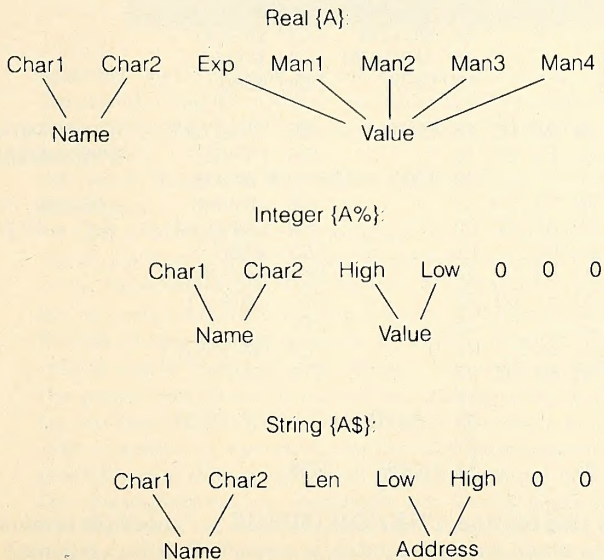 Real {A}:
Char1 Char2 Exp Man1 Man2 Man3 Man4
Name Value
Integer {A%}:
Char1 Char2 High Low 0 0 0
Name Value
String {A$}:
Char1 Char2 Len Low High 0 0
Name Address